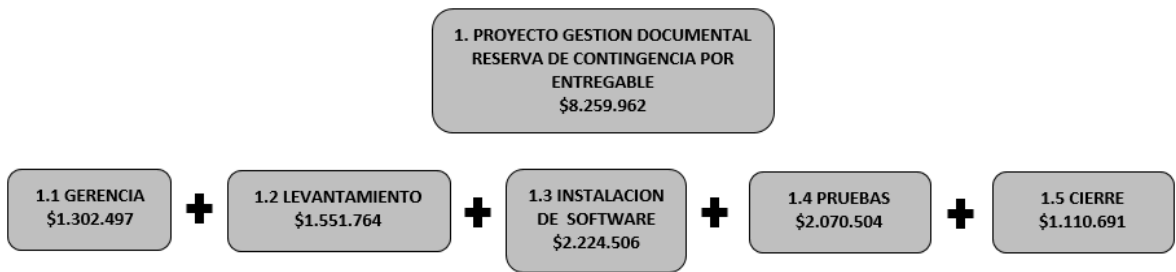 1. PROYECTO GESTION DOCUMENTAL
RESERVA DE CONTINGENCIA POR
ENTREGABLE
$8.259.962
1.1 GERENCIA
$1.302.497
1.2 LEVANTAMIENTO
$1.551.764
1.3 INSTALACION
DE SOFTWARE
$2.224.506
1.4 PRUEBAS
$2.070.504
1.5 CIERRE
$1.110.691